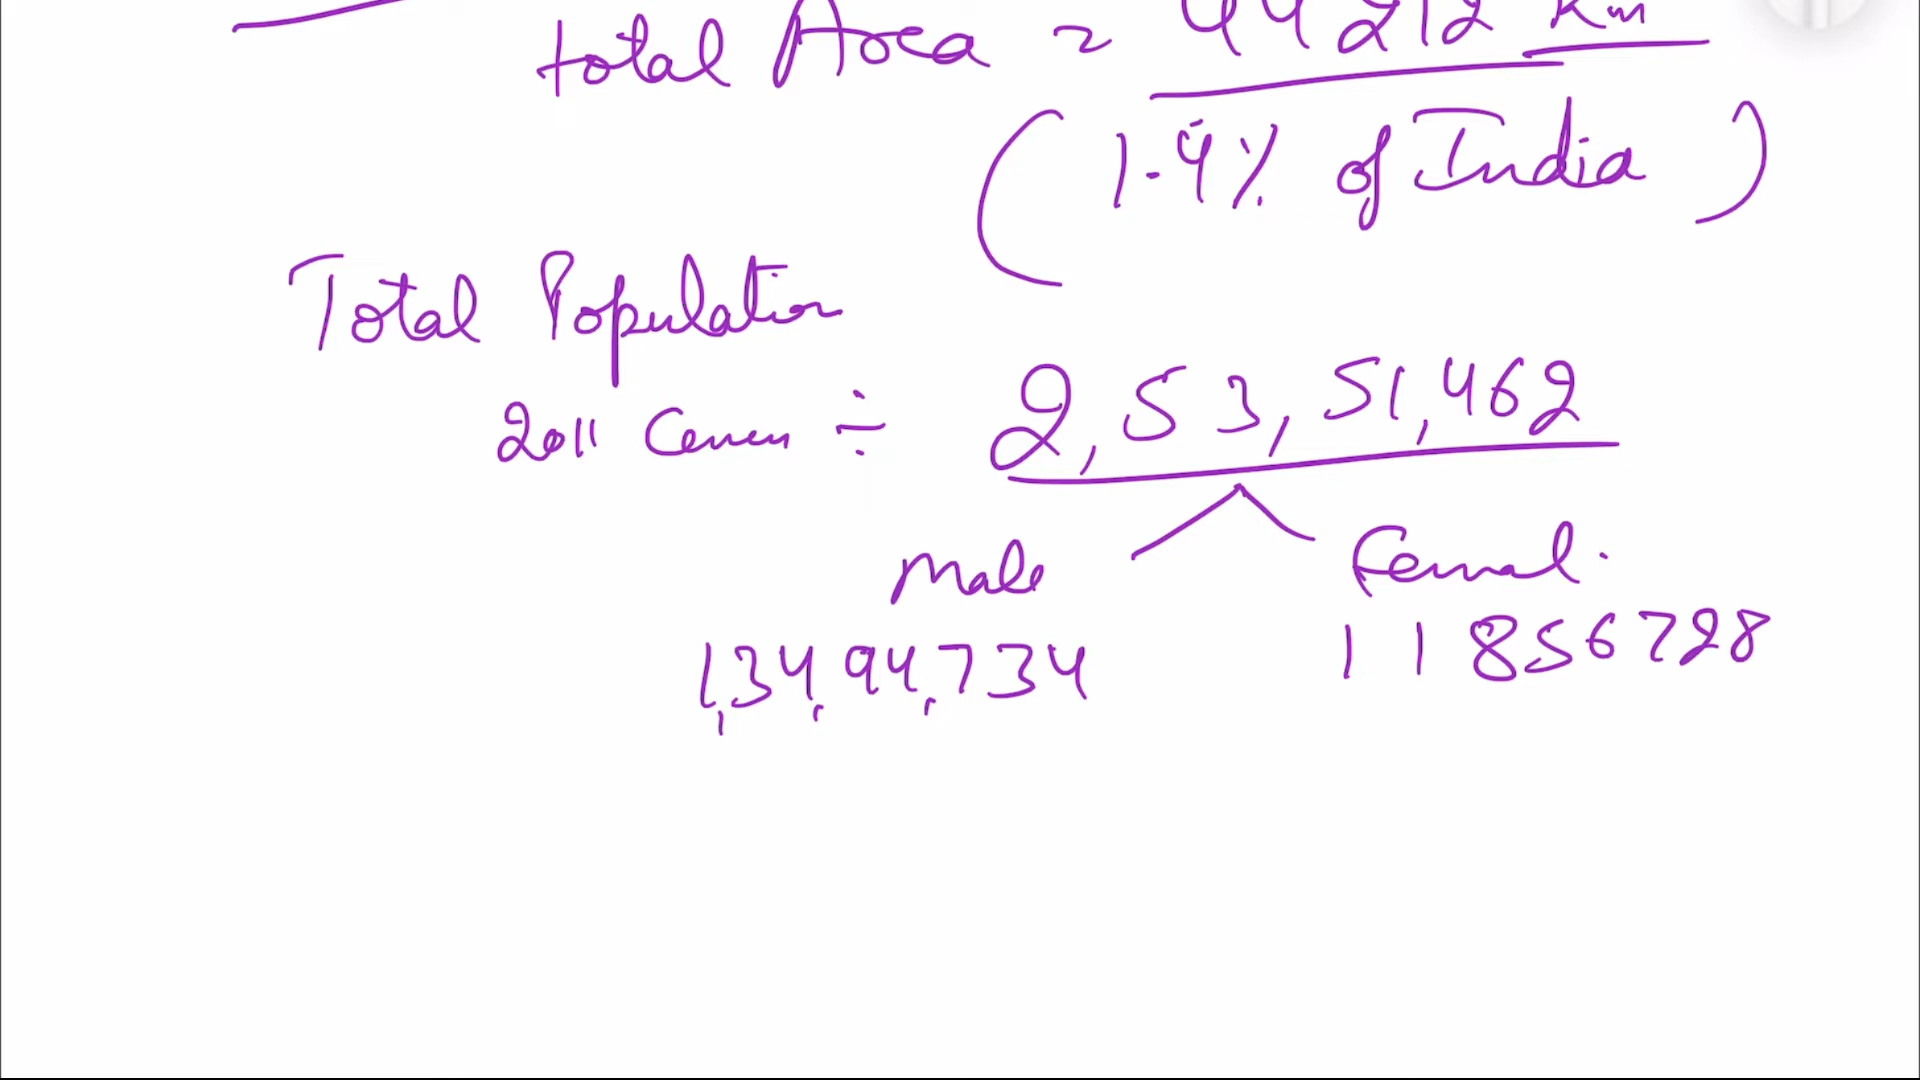 total Area = 44212 Km
(1.4% of India)
Total Population
2011 Census ÷ 2,53,51,462
Male Femal.
1,34,94,734 11856728